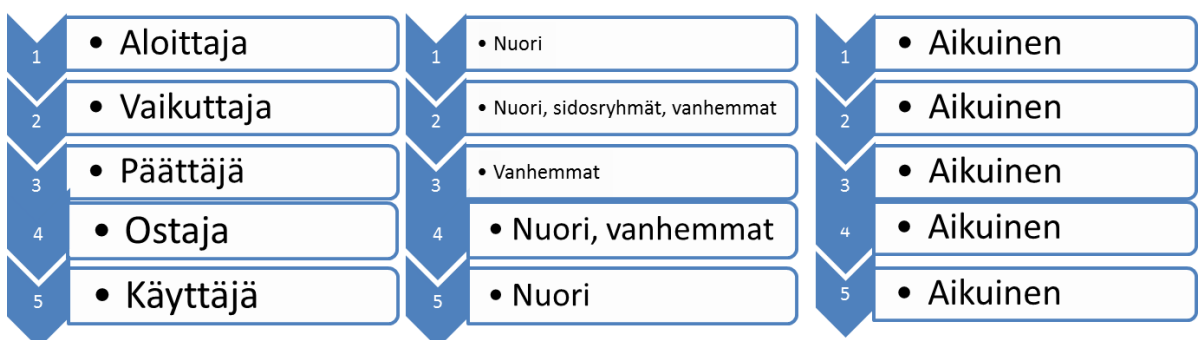 1
• Aloittaja
2
• Vaikuttaja
3
• Päättäjä
4
• Ostaja
5
• Käyttäjä
1
• Nuori
2
• Nuori, sidosryhmät, vanhemmat
3
• Vanhemmat
4
• Nuori, vanhemmat
5
• Nuori
1
• Aikuinen
2
• Aikuinen
3
• Aikuinen
4
• Aikuinen
5
• Aikuinen